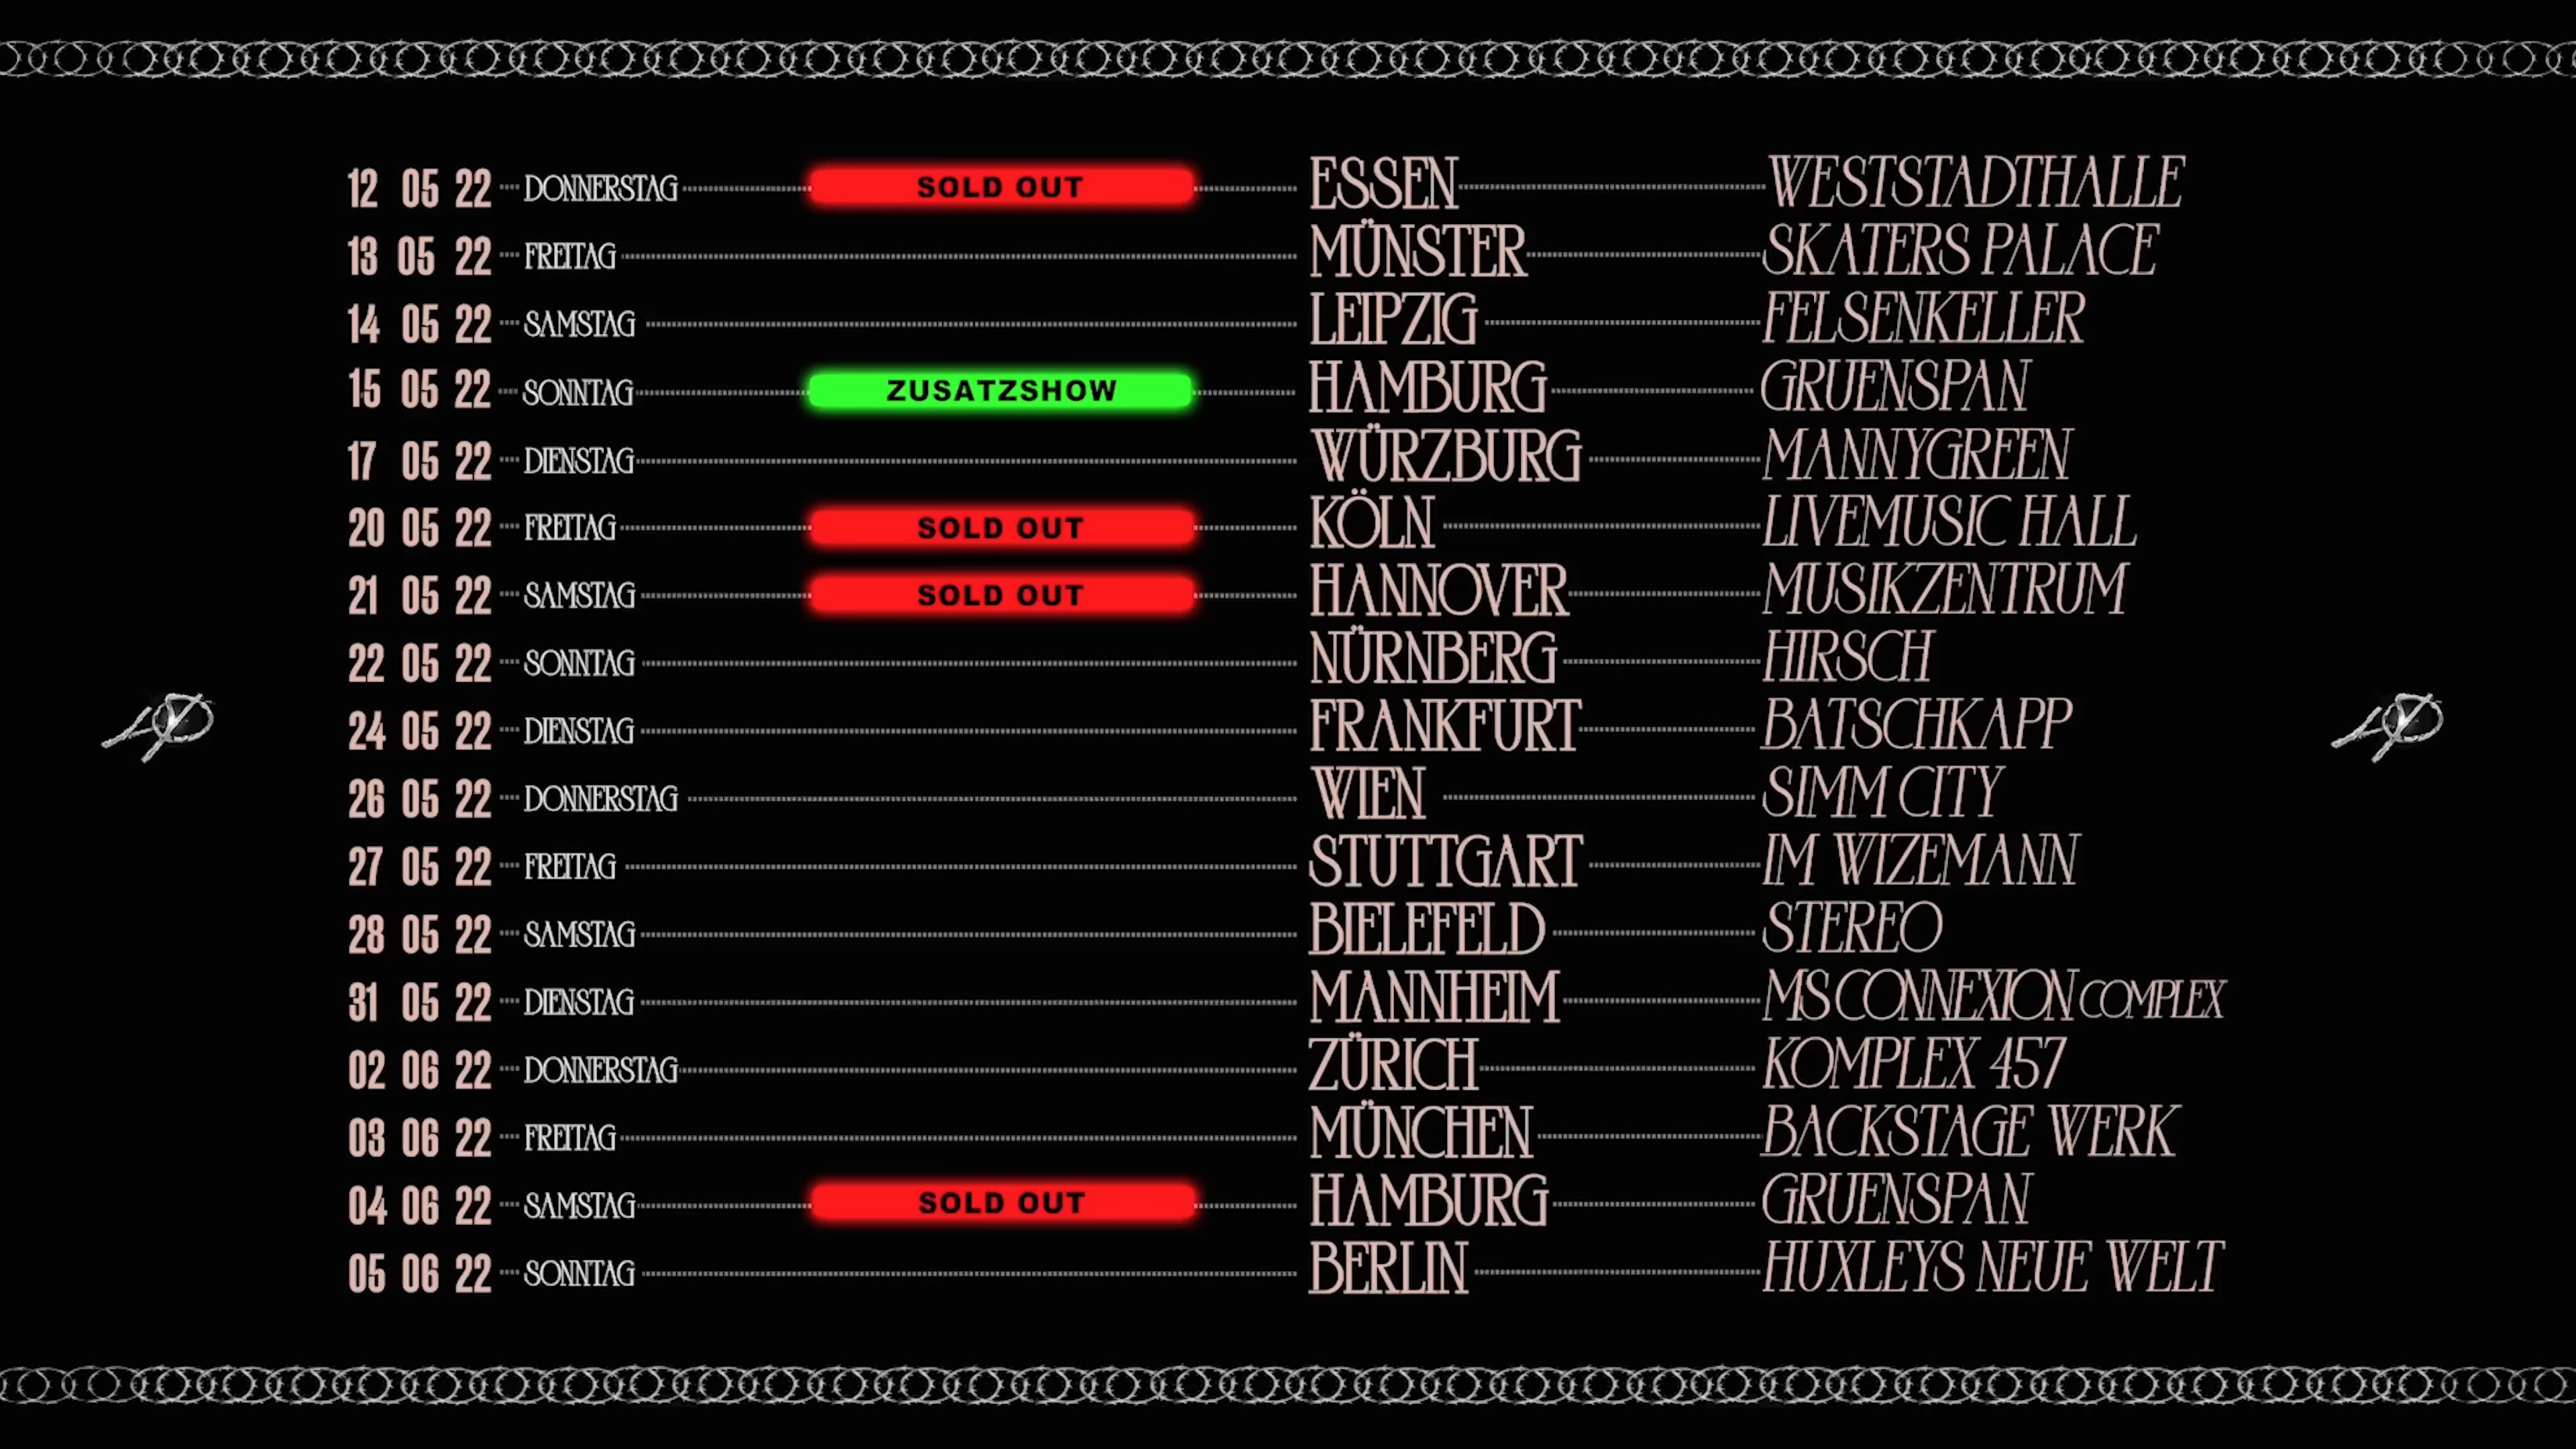 12 05 22 DONNERSTAG SOLD OUT ESSEN WESTSTADTHALLE
13 05 22 FREITAG MÜNSTER SKATERS PALACE
14 05 22 SAMSTAG LEIPZIG FELSENKELLER
15 05 22 SONNTAG ZUSATZSHOW HAMBURG GRUENSPAN
17 05 22 DIENSTAG WÜRZBURG MANNYGREEN
20 05 22 FREITAG SOLD OUT KÖLN LIVEMUSIC HALL
21 05 22 SAMSTAG SOLD OUT HANNOVER MUSIKZENTRUM
22 05 22 SONNTAG NÜRNBERG HIRSCH
24 05 22 DIENSTAG FRANKFURT BATSCHKAPP
26 05 22 DONNERSTAG WIEN SIMM CITY
27 05 22 FREITAG STUTTGART IM WIZEMANN
28 05 22 SAMSTAG BIELEFELD STEREO
31 05 22 DIENSTAG MANNHEIM MS CONNEXION COMPLEX
02 06 22 DONNERSTAG ZÜRICH KOMPLEX 457
03 06 22 FREITAG MÜNCHEN BACKSTAGE WERK
04 06 22 SAMSTAG SOLD OUT HAMBURG GRUENSPAN
05 06 22 SONNTAG BERLIN HUXLEYS NEUE WELT